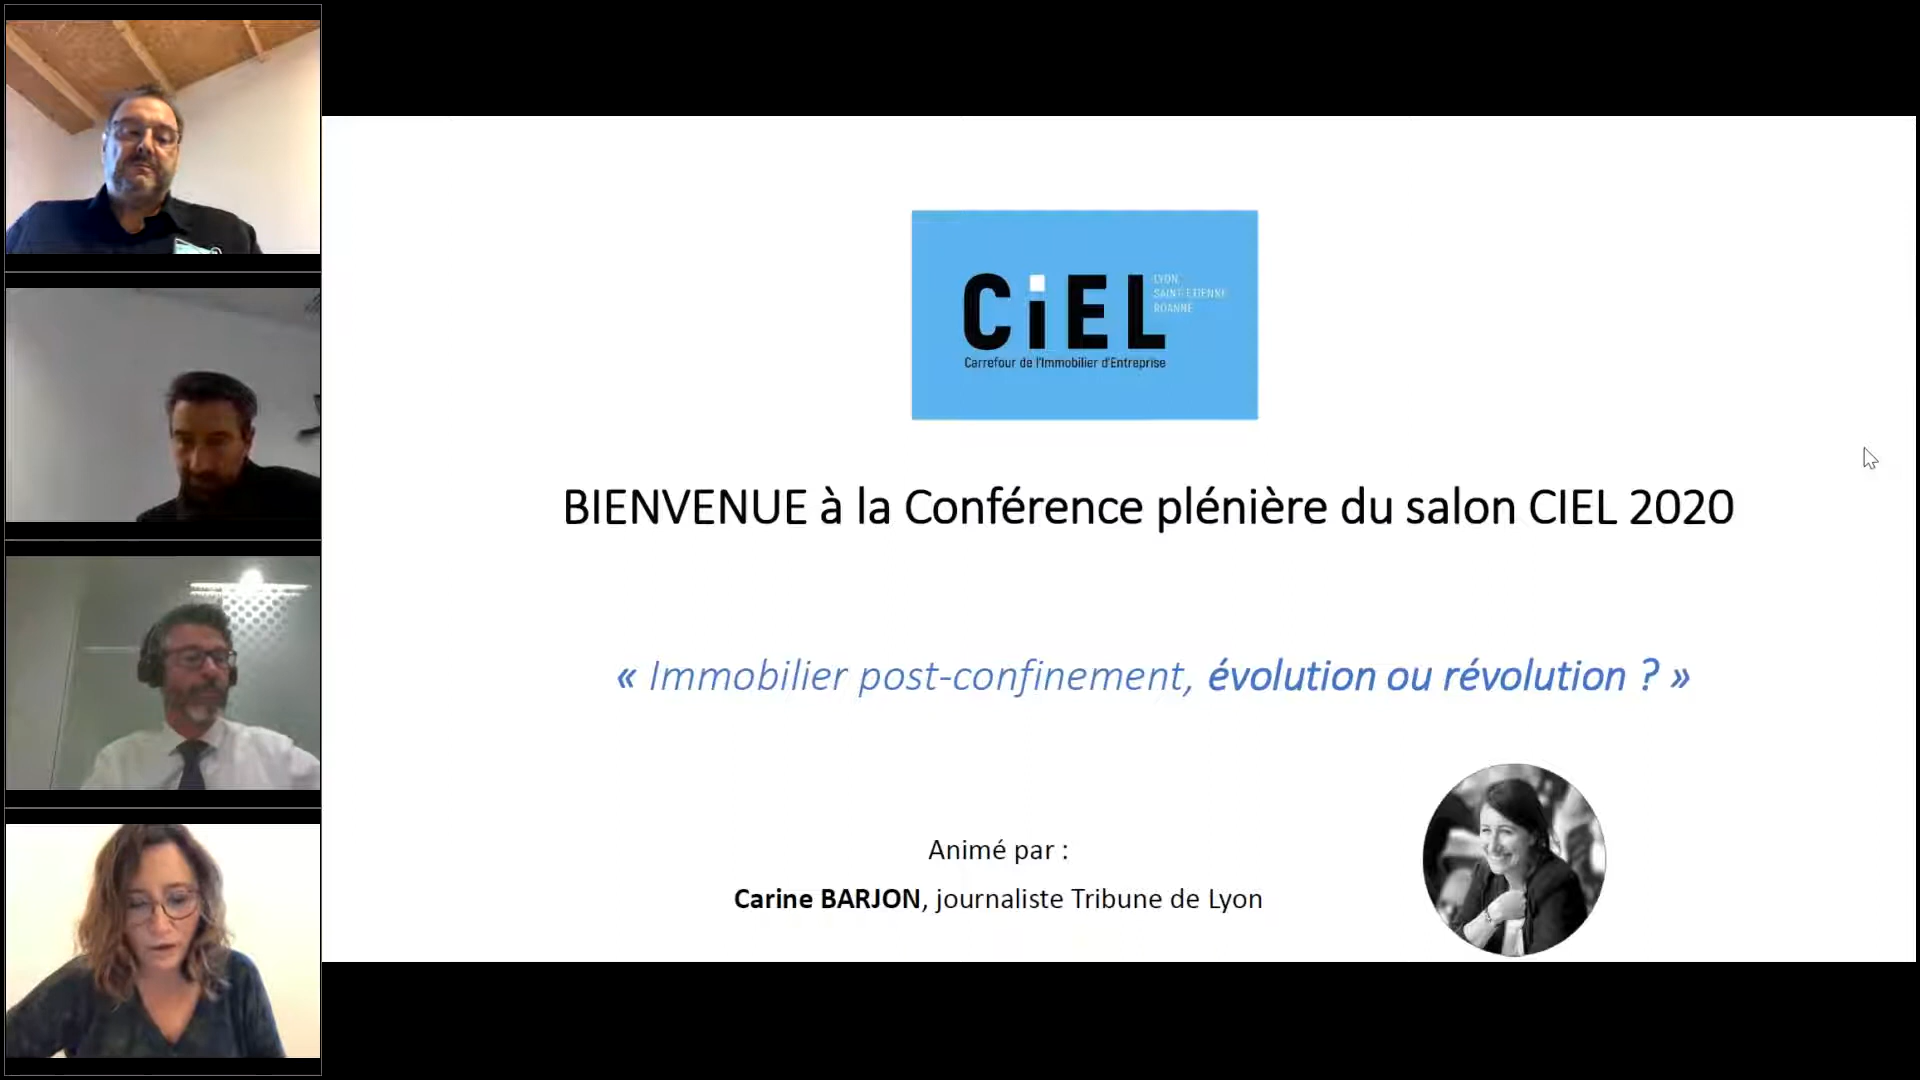 CiEL
LYON
SAINT-ETIENNE
ROANNE
Carrefour de l'Immobilier d'Entreprise
BIENVENUE à la Conférence plénière du salon CIEL 2020
« Immobilier post-confinement, évolution ou révolution ? »
Animé par :
Carine BARJON, journaliste Tribune de Lyon